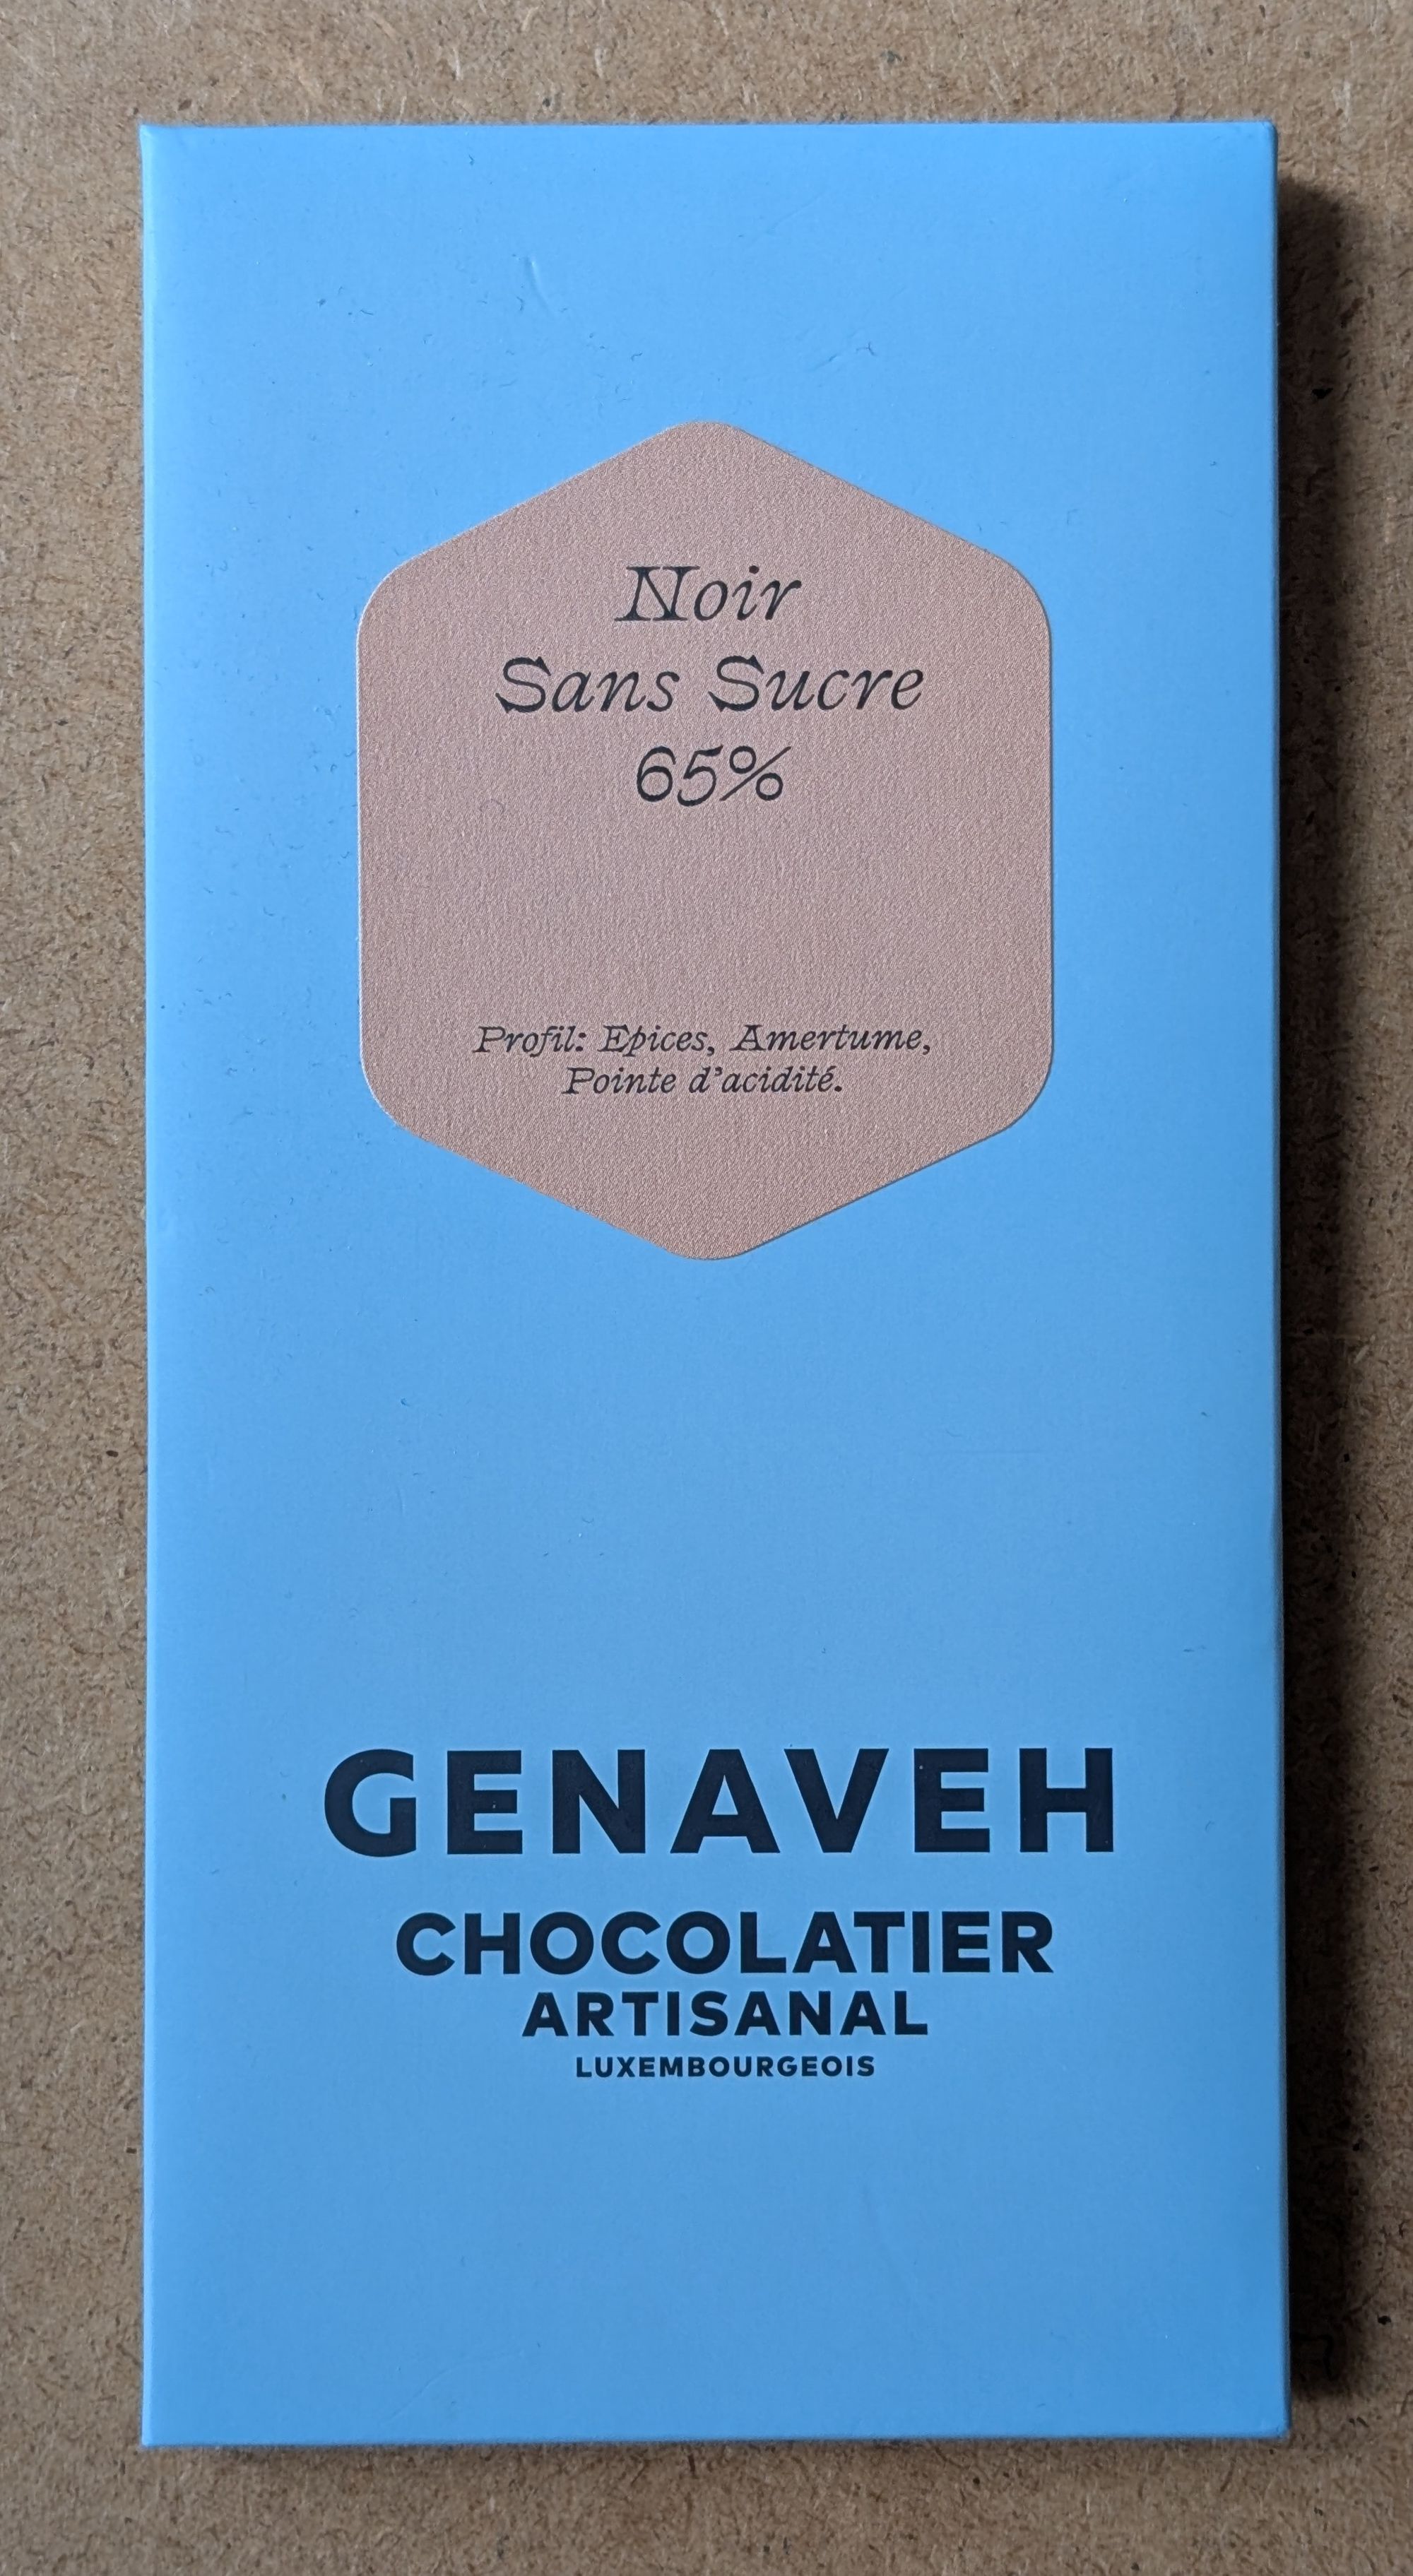 Noir
Sans Sucre
65%
Profil: Epices, Amertume,
Pointe d'acidité.
GENAVEH
CHOCOLATIER
ARTISANAL
LUXEMBOURGEOIS